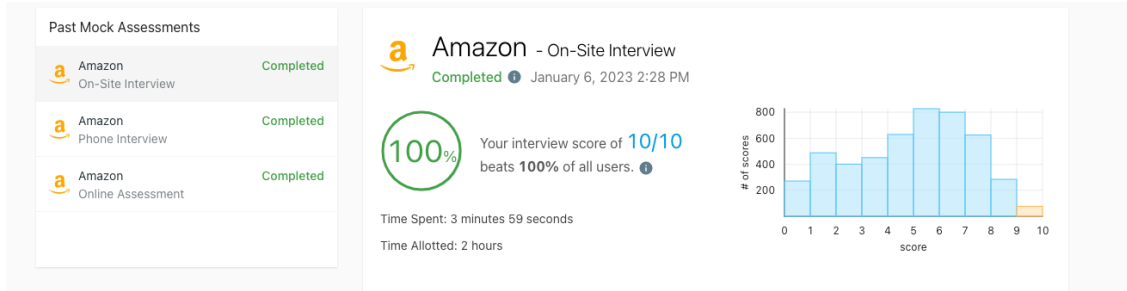 Past Mock Assessments
Amazon Completed
On-Site Interview
Amazon Completed
Phone Interview
Amazon Completed
Online Assessment
Amazon - On-Site Interview
Completed January 6, 2023 2:28 PM
100%
Your interview score of 10/10
beats 100% of all users.
Time Spent: 3 minutes 59 seconds
Time Allotted: 2 hours
# of scores
800
600
400
200
0 1 2 3 4 5 6 7 8 9 10
score